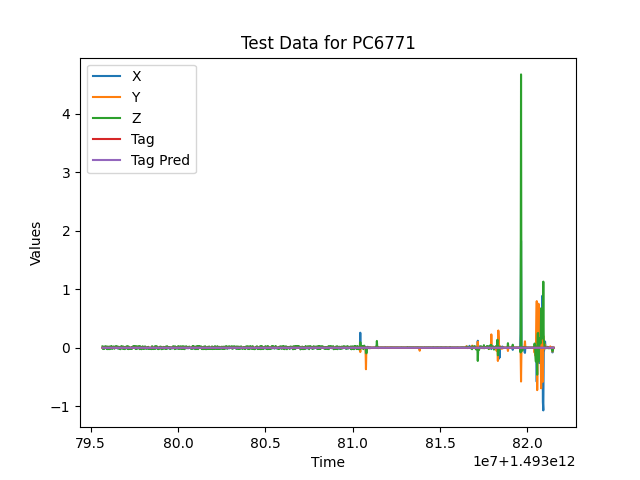 Test Data for PC6771
X
Y
Z
Tag
Tag Pred
Values
4
3
2
1
0
−1
79.5 80.0 80.5 81.0 81.5 82.0
Time
1e7+1.493e12